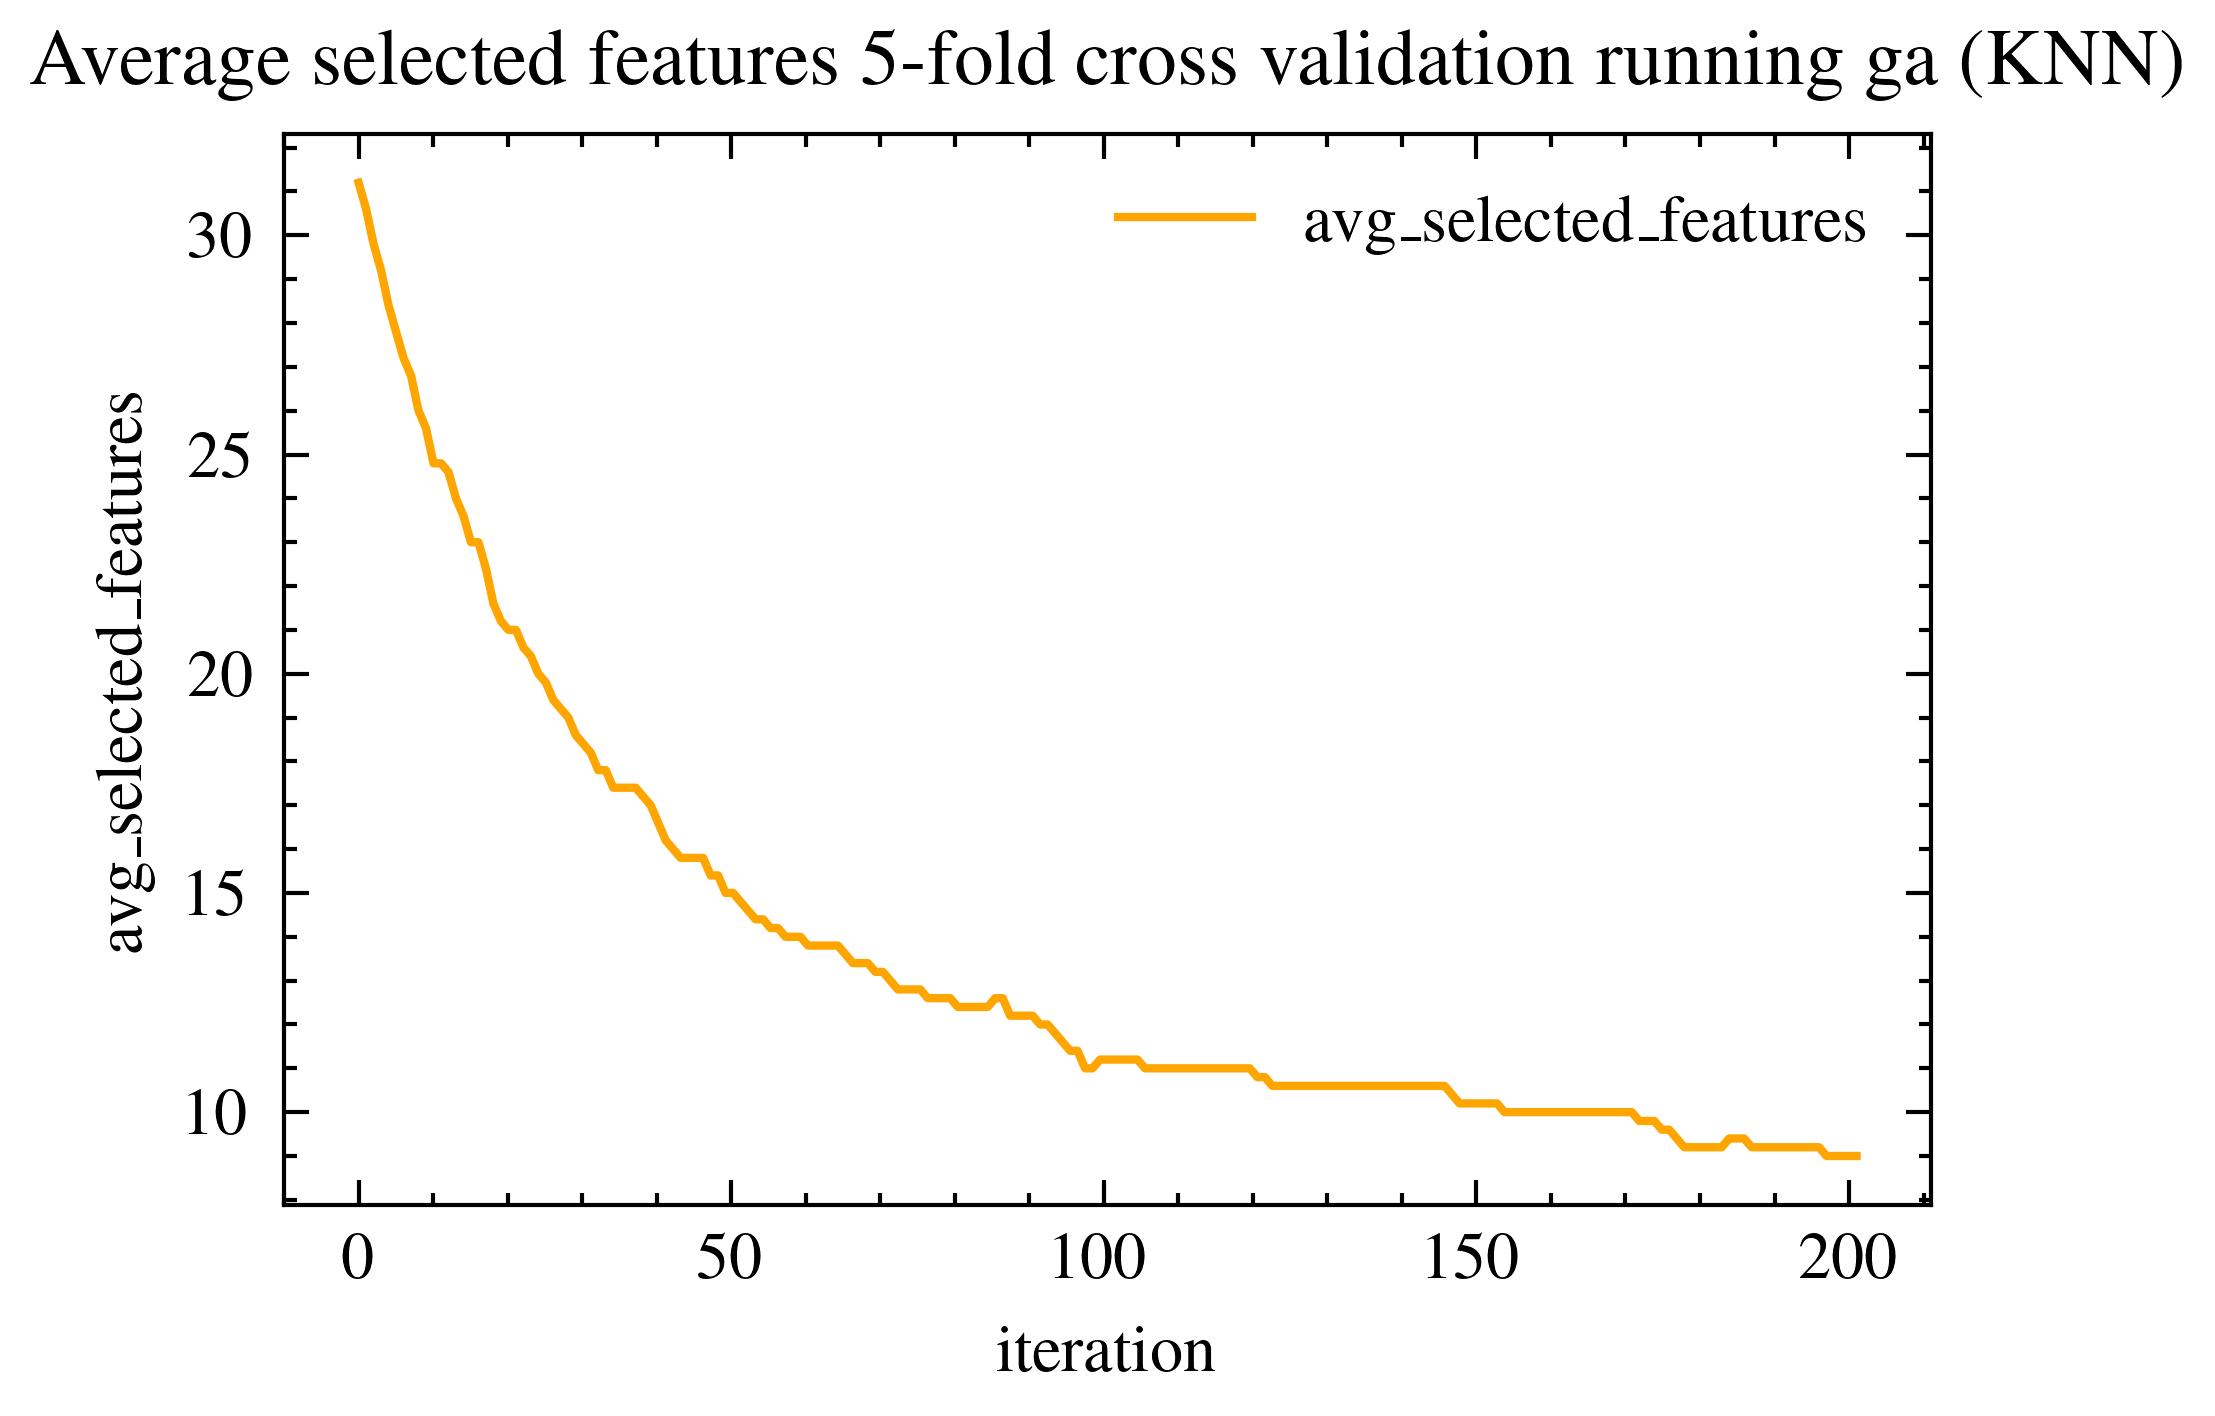 Average selected features 5-fold cross validation running ga (KNN)
avg_selected_features
avg_selected_features
30
25
20
15
10
0 50 100 150 200
iteration